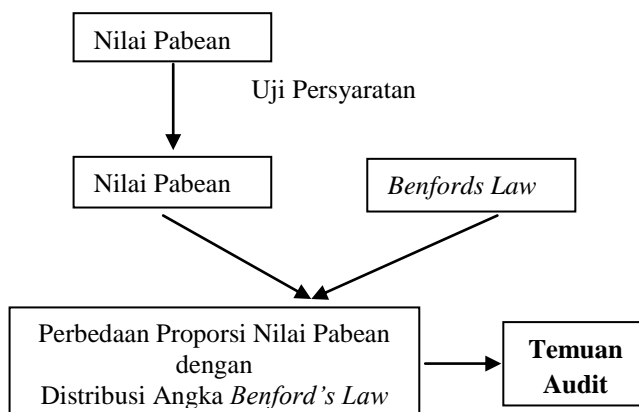 Nilai Pabean
Uji Persyaratan
Nilai Pabean
Benfords Law
Perbedaan Proporsi Nilai Pabean
dengan
Distribusi Angka Benford’s Law
Temuan
Audit